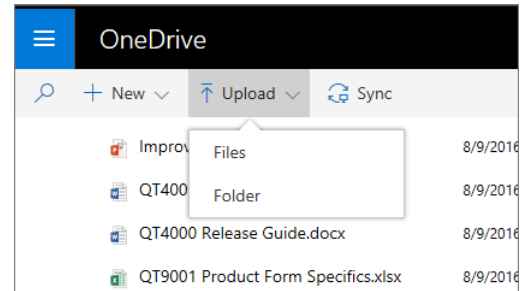 OneDrive
New Upload Sync
Files
Folder
Improv 8/9/2016
QT400 8/9/2016
QT4000 Release Guide.docx 8/9/2016
QT9001 Product Form Specifics.xlsx 8/9/2016